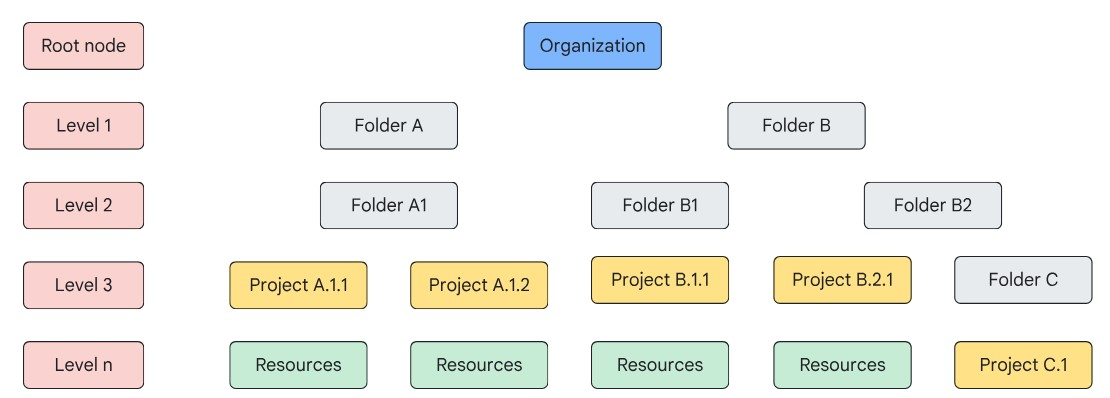 Root node
Organization
Level 1
Folder A
Folder B
Level 2
Folder A1
Folder B1
Folder B2
Level 3
Project A.1.1
Project A.1.2
Project B.1.1
Project B.2.1
Folder C
Level n
Resources
Resources
Resources
Resources
Project C.1